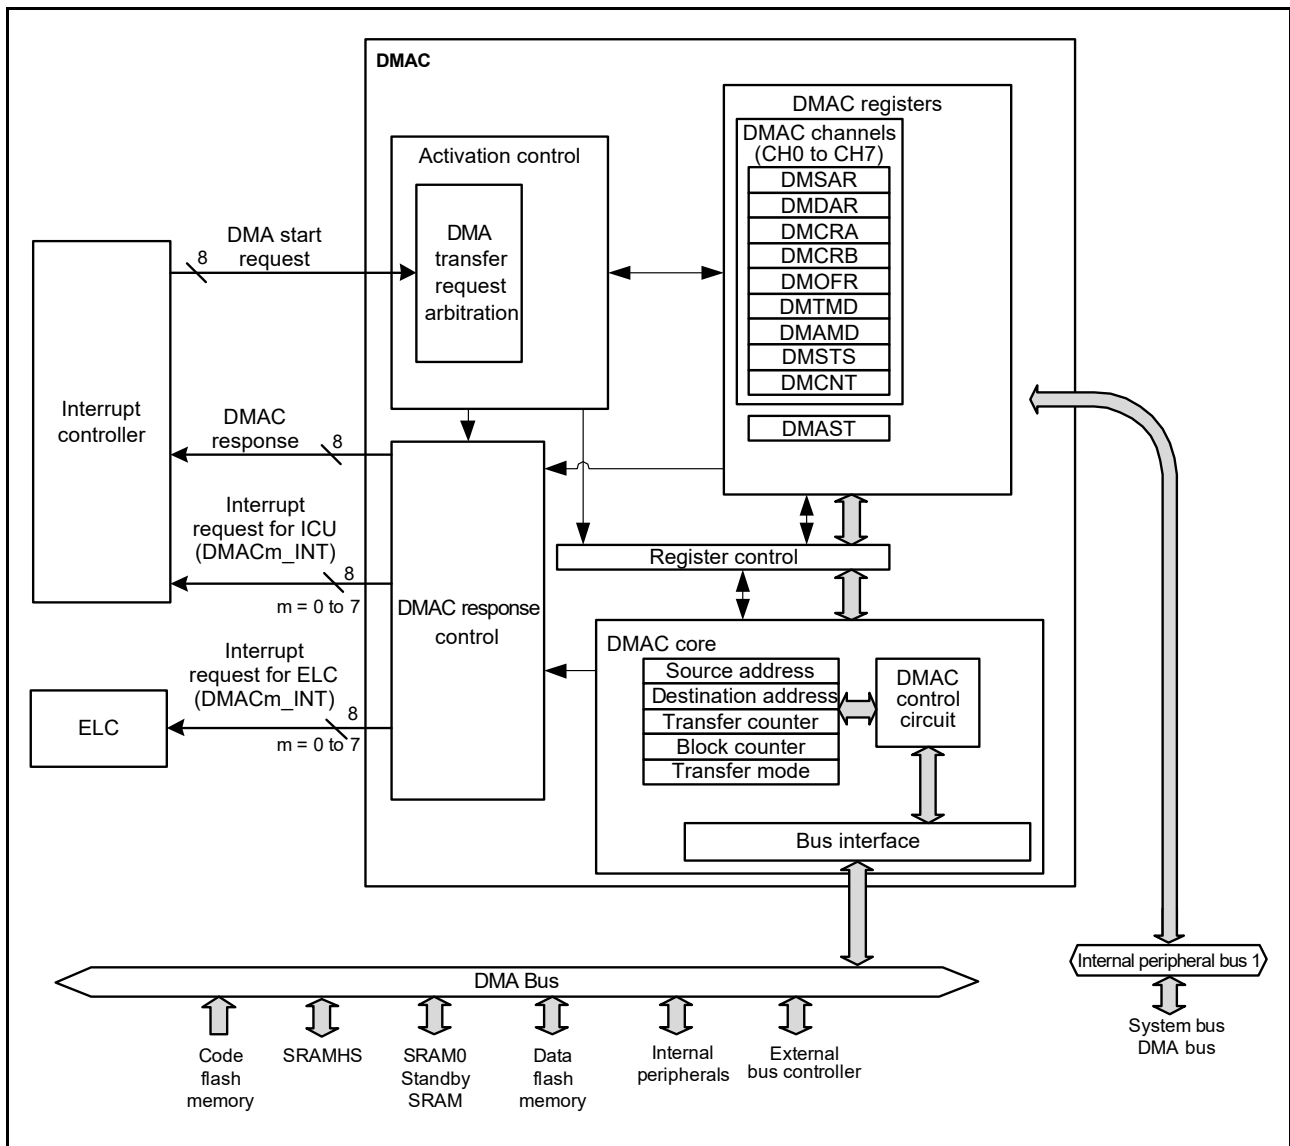 DMAC
DMAC registers
DMAC channels
(CH0 to CH7)
DMSAR
DMDAR
DMCRA
DMCRB
DMOFR
DMTMD
DMAMD
DMSTS
DMCNT
DMAST
Activation control
DMA
transfer
request
arbitration
8
DMA start
request
Interrupt
controller
DMAC
response
8
Interrupt
request for ICU
(DMACm_INT)
8
m = 0 to 7
DMAC response
control
Register control
Interrupt
request for ELC
(DMACm_INT)
8
m = 0 to 7
ELC
DMAC core
Source address
Destination address
Transfer counter
Block counter
Transfer mode
DMAC
control
circuit
Bus interface
DMA Bus
Internal peripheral bus 1
System bus
DMA bus
Code
flash
memory
SRAMHS
SRAM0
Standby
SRAM
Data
flash
memory
Internal
peripherals
External
bus controller